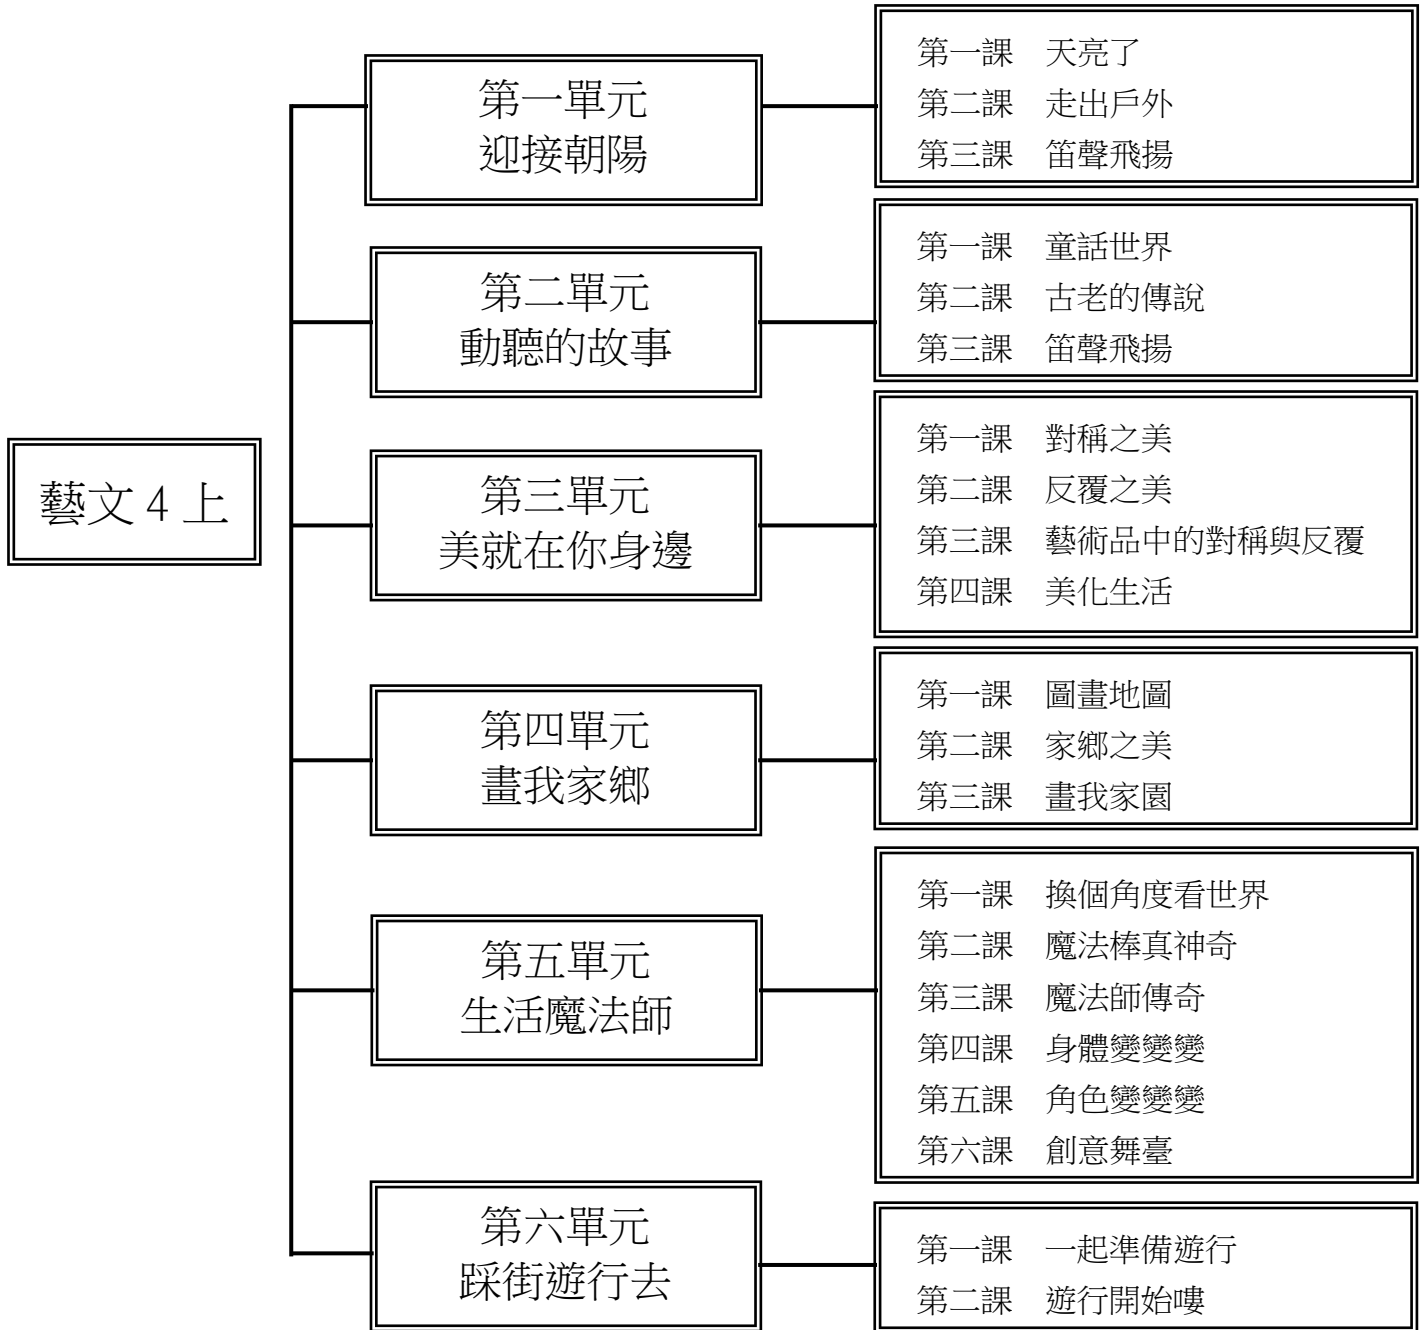 藝文 4 上
第一單元
迎接朝陽
第一課　天亮了
第二課　走出戶外
第三課　笛聲飛揚
第二單元
動聽的故事
第一課　童話世界
第二課　古老的傳說
第三課　笛聲飛揚
第三單元
美就在你身邊
第一課　對稱之美
第二課　反覆之美
第三課　藝術品中的對稱與反覆
第四課　美化生活
第四單元
畫我家鄉
第一課　圖畫地圖
第二課　家鄉之美
第三課　畫我家園
第五單元
生活魔法師
第一課　換個角度看世界
第二課　魔法棒真神奇
第三課　魔法師傳奇
第四課　身體變變變
第五課　角色變變變
第六課　創意舞臺
第六單元
踩街遊行去
第一課　一起準備遊行
第二課　遊行開始嘍